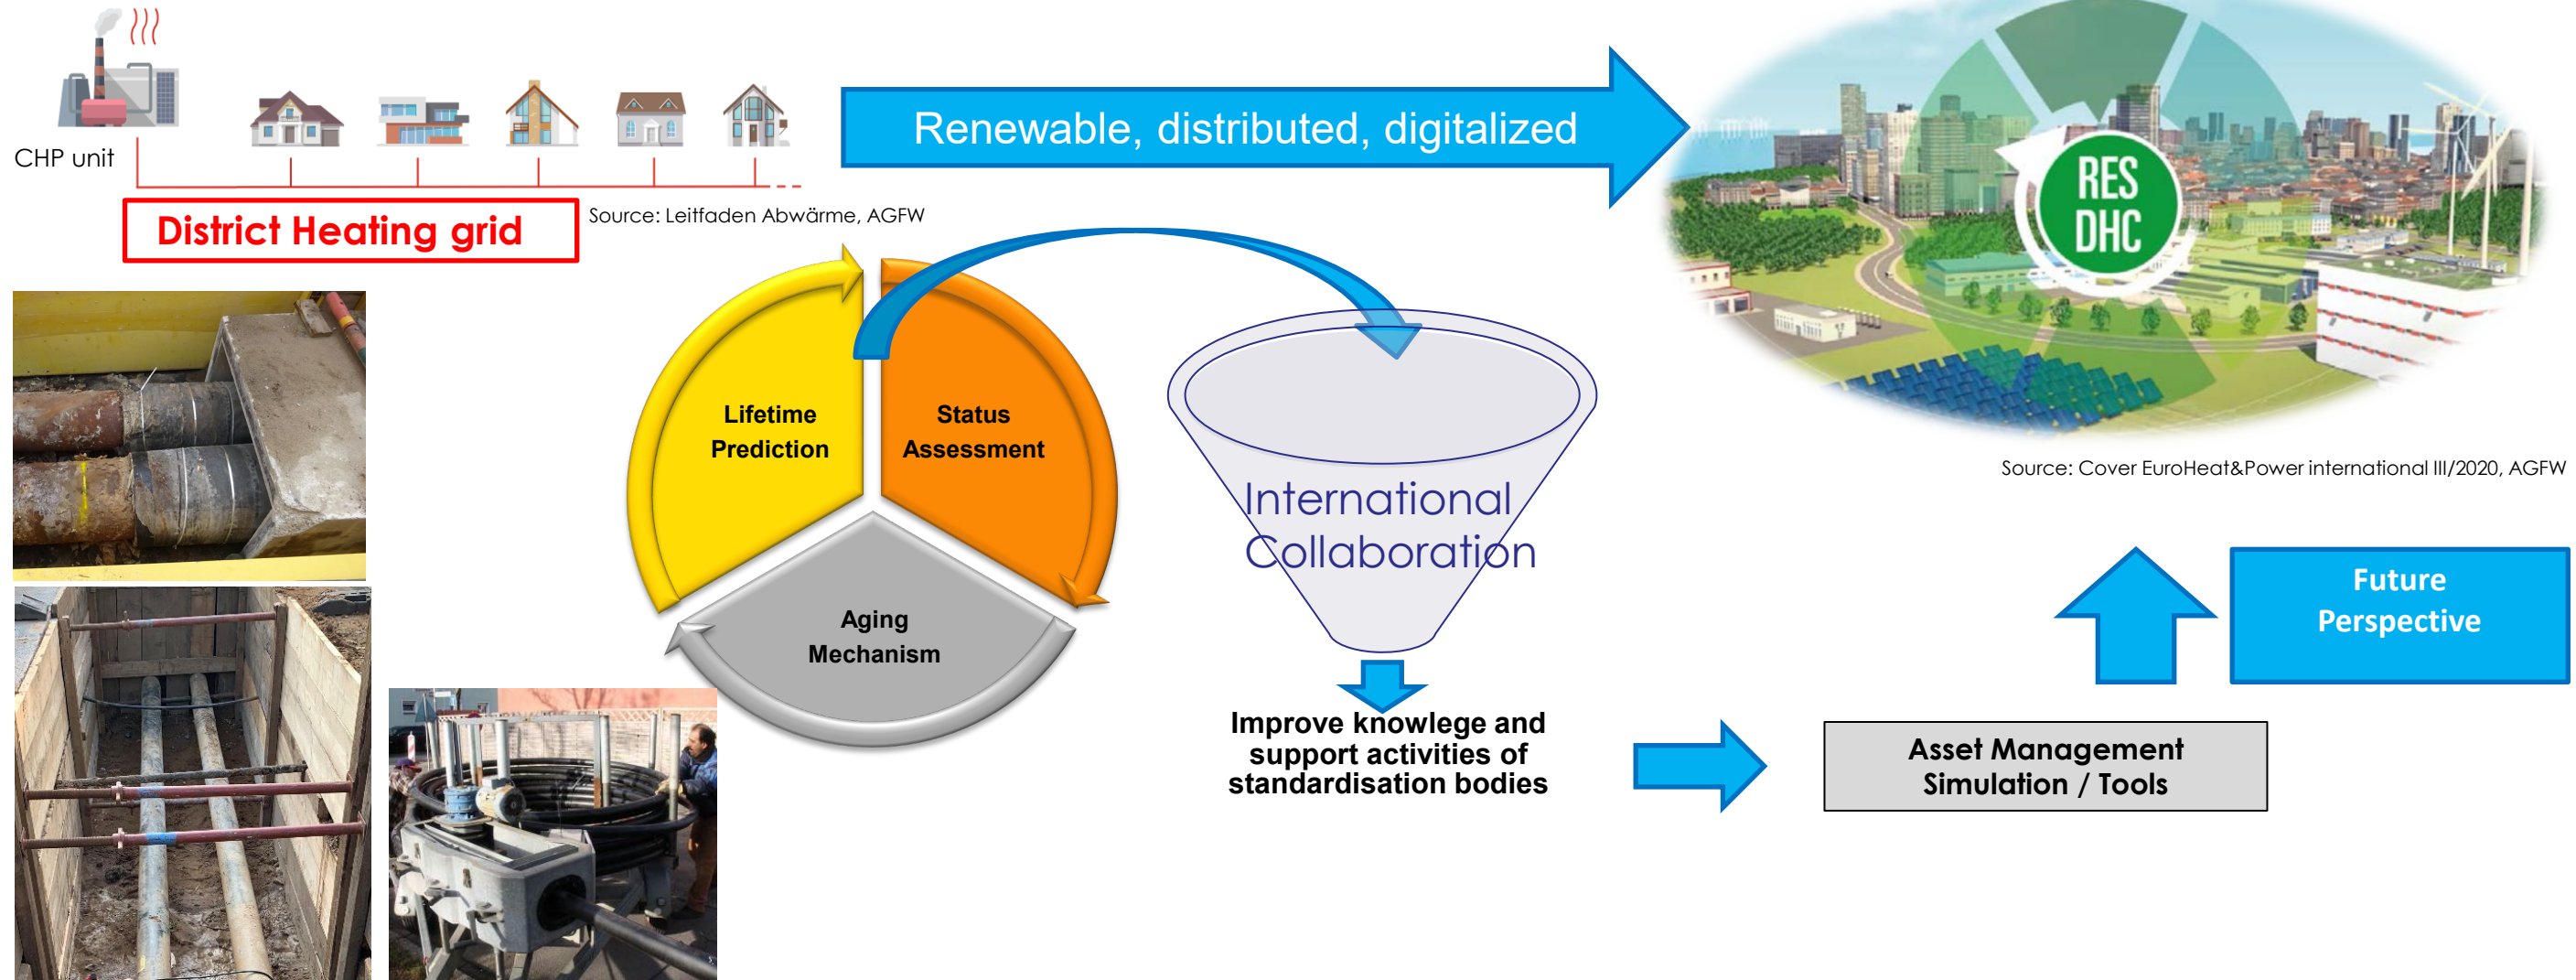 CHP unit
District Heating grid
Source: Leitfaden Abwärme, AGFW
Renewable, distributed, digitalized
RES
DHC
Source: Cover EuroHeat&Power international III/2020, AGFW
Lifetime
Prediction
Status
Assessment
Aging
Mechanism
International
Collaboration
Improve knowlege and
support activities of
standardisation bodies
Asset Management
Simulation / Tools
Future
Perspective